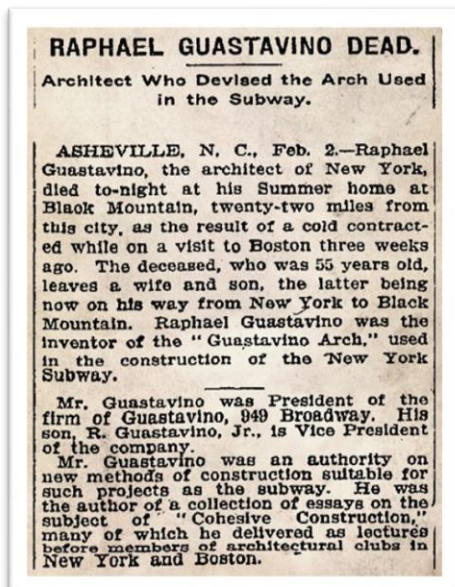 RAPHAEL GUASTAVINO DEAD.
Architect Who Devised the Arch Used
in the Subway.
ASHEVILLE, N. C., Feb. 2.—Raphael
Guastavino, the architect of New York,
died to-night at his Summer home at
Black Mountain, twenty-two miles from
this city, as the result of a cold contract-
ed while on a visit to Boston three weeks
ago. The deceased, who was 55 years old,
leaves a wife and son, the latter being
now on his way from New York to Black
Mountain. Raphael Guastavino was the
inventor of the "Guastavino Arch," used
in the construction of the New York
Subway.
Mr. Guastavino was President of the
firm of Guastavino, 949 Broadway. His
son, R. Guastavino, Jr., is Vice President
of the company.
Mr. Guastavino was an authority on
new methods of construction suitable for
such projects as the subway. He was
the author of a collection of essays on the
subject of "Cohesive Construction,"
many of which he delivered as lectures
before members of architectural clubs in
New York and Boston.